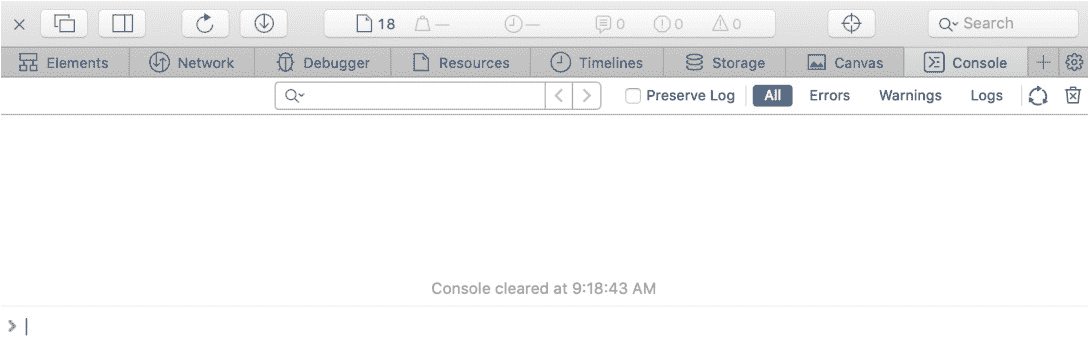 18 — — 0 0 0 Search
Elements Network Debugger Resources Timelines Storage Canvas Console
Preserve Log All Errors Warnings Logs
Console cleared at 9:18:43 AM